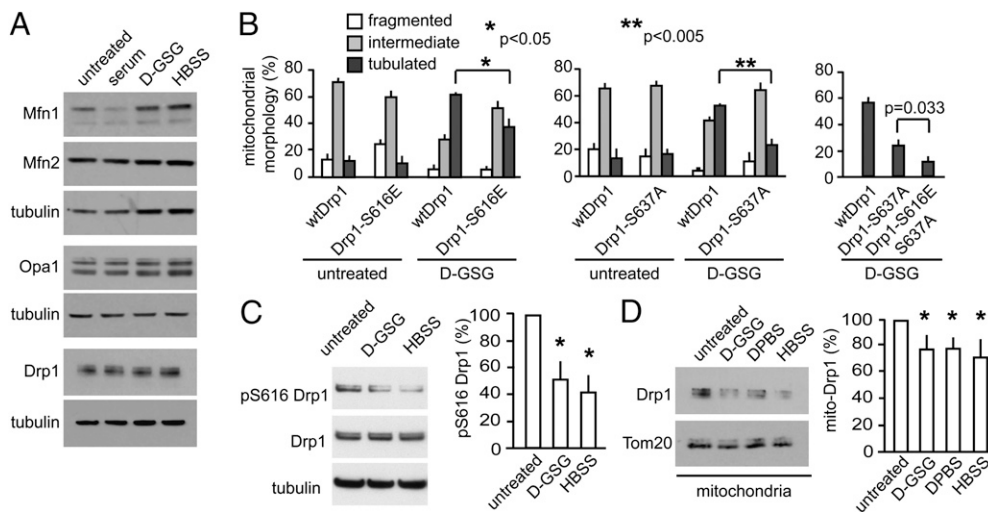 A
untreated
serum
D-GSG
HBSS
Mfn1
Mfn2
tubulin
Opa1
tubulin
Drp1
tubulin
B
fragmented
intermediate
tubulated
*
p<0.05
**
p<0.005
mitochondrial
morphology (%)
80
60
40
20
*
wtDrp1
Drp1-S616E
wtDrp1
Drp1-S616E
untreated
D-GSG
80
60
40
20
0
**
wtDrp1
Drp1-S637A
wtDrp1
Drp1-S637A
untreated
D-GSG
80
60
40
20
0
p=0.033
wtDrp1
Drp1-S637A
Drp1-S616E
S637A
D-GSG
C
untreated
D-GSG
HBSS
pS616 Drp1
Drp1
tubulin
pS616 Drp1 (%)
100
80
60
40
20
0
*
*
untreated
D-GSG
HBSS
D
untreated
D-GSG
DPBS
HBSS
Drp1
Tom20
mitochondria
mito-Drp1 (%)
100
80
60
40
20
0
*
*
*
untreated
D-GSG
DPBS
HBSS